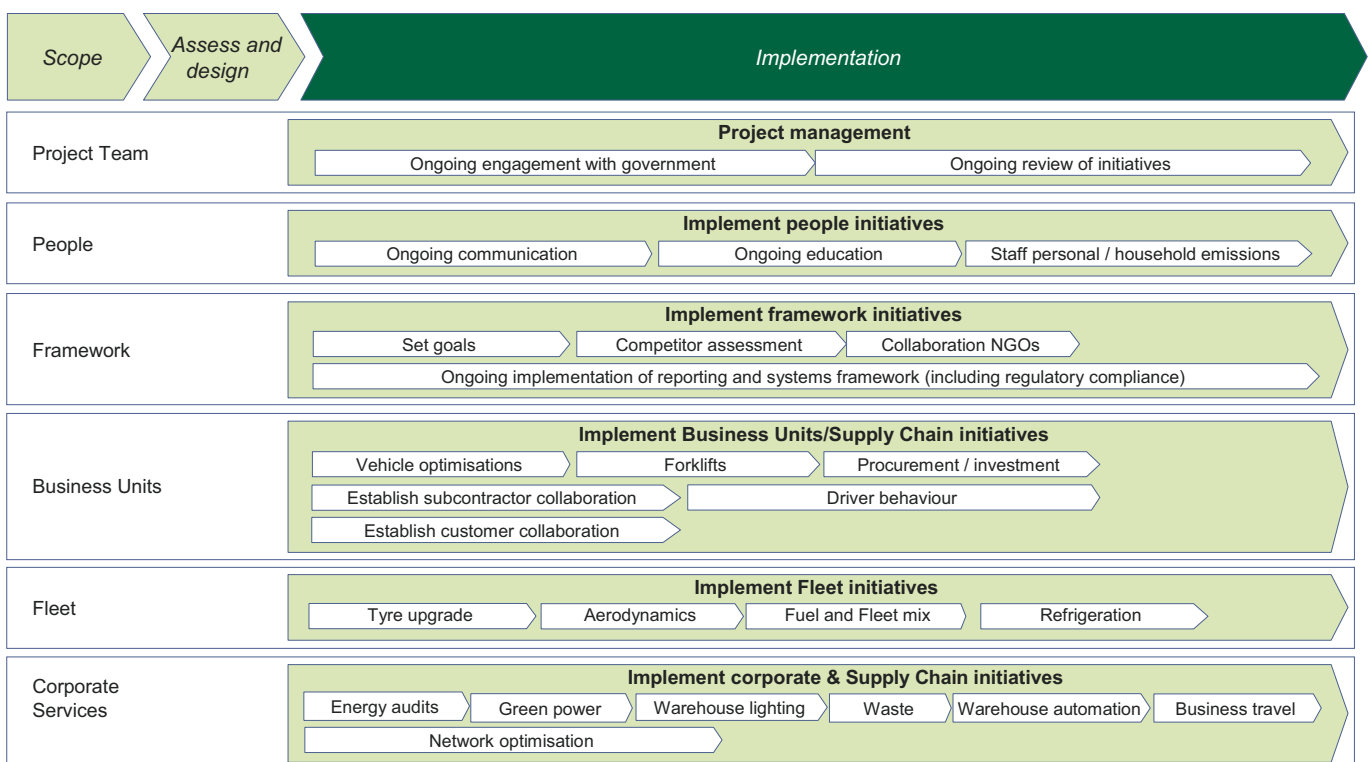 Scope
Assess and
design
Implementation
Project Team
Project management
Ongoing engagement with government
Ongoing review of initiatives
People
Implement people initiatives
Ongoing communication
Ongoing education
Staff personal / household emissions
Framework
Implement framework initiatives
Set goals
Competitor assessment
Collaboration NGOs
Ongoing implementation of reporting and systems framework (including regulatory compliance)
Business Units
Implement Business Units/Supply Chain initiatives
Vehicle optimisations
Forklifts
Procurement / investment
Establish subcontractor collaboration
Driver behaviour
Establish customer collaboration
Fleet
Implement Fleet initiatives
Tyre upgrade
Aerodynamics
Fuel and Fleet mix
Refrigeration
Corporate
Services
Implement corporate & Supply Chain initiatives
Energy audits
Green power
Warehouse lighting
Waste
Warehouse automation
Business travel
Network optimisation